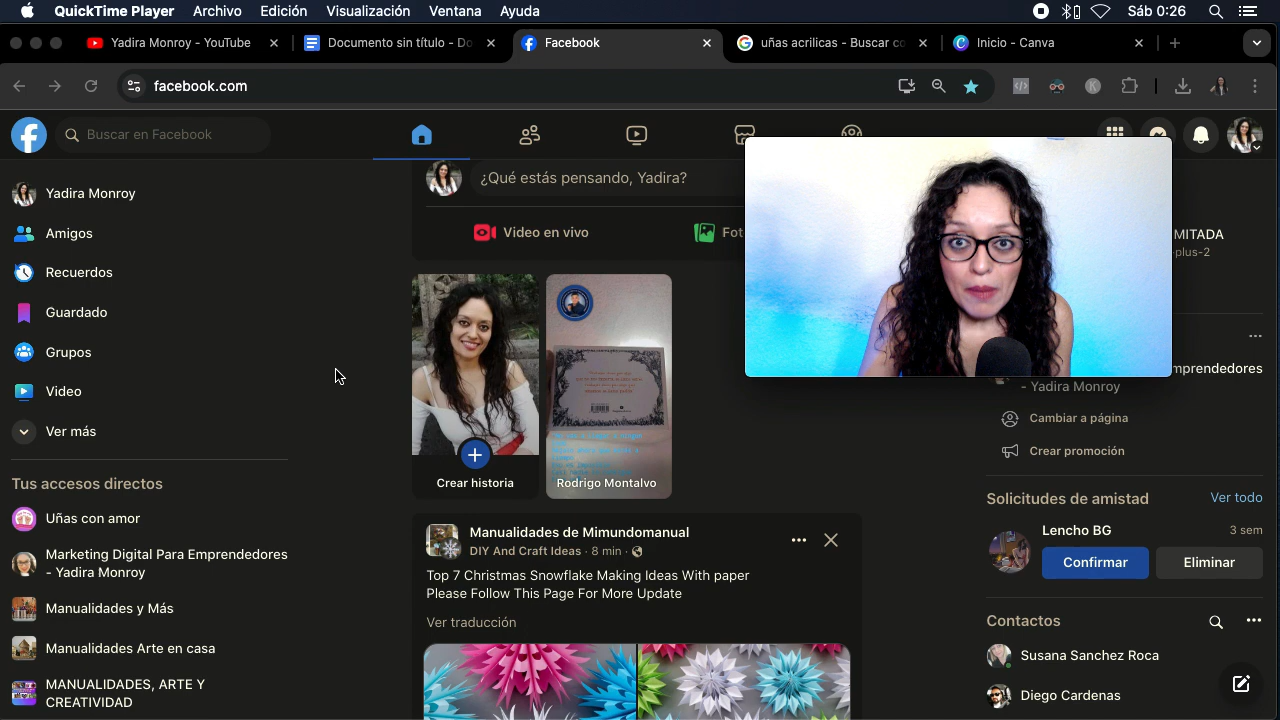 QuickTime Player Archivo Edición Visualización Ventana Ayuda Sáb 0:26
Yadira Monroy - YouTube
Documento sin título - Do
Facebook
uñas acrilicas - Buscar co
Inicio - Canva
facebook.com
Buscar en Facebook
Yadira Monroy
Amigos
Recuerdos
Guardado
Grupos
Video
Ver más
Tus accesos directos
Uñas con amor
Marketing Digital Para Emprendedores
- Yadira Monroy
Manualidades y Más
Manualidades Arte en casa
MANUALIDADES, ARTE Y
CREATIVIDAD
¿Qué estás pensando, Yadira?
Video en vivo
Fot
Crear historia
Rodrigo Montalvo
Manualidades de Mimundomanual
DIY And Craft Ideas · 8 min ·
Top 7 Christmas Snowflake Making Ideas With paper
Please Follow This Page For More Update
Ver traducción
MITADA
plus-2
mprendedores
- Yadira Monroy
Cambiar a página
Crear promoción
Solicitudes de amistad
Ver todo
Lencho BG
3 sem
Confirmar
Eliminar
Contactos
Susana Sanchez Roca
Diego Cardenas